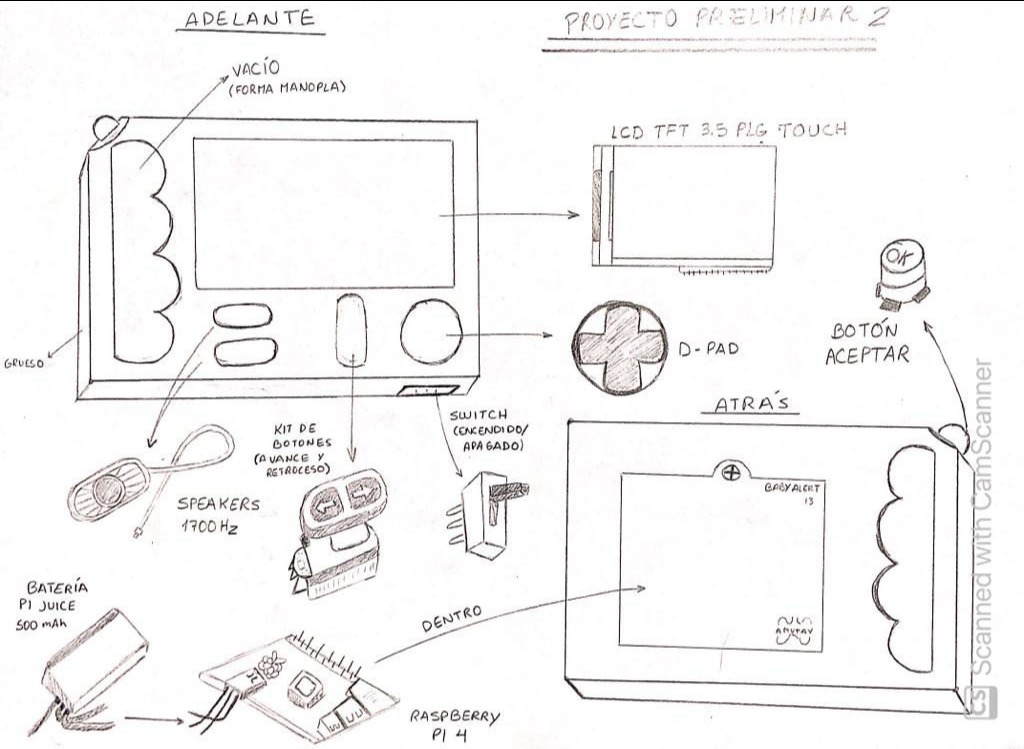 ADELANTE
PROYECTO PRELIMINAR 2
VACÍO
(FORMA MANOPLA)
LCD TFT 3.5 PLG TOUCH
OK
BOTÓN
ACEPTAR
GRUESO
D-PAD
ATRÁS
SWITCH
(ENCENDIDO/
APAGADO)
KIT DE
BOTONES
(AVANCE Y
RETROCESO)
SPEAKERS
1700 HZ
BABYALERT
13
BATERÍA
PI JUICE
500 mAh
DENTRO
RASPBERRY
PI 4
CS Scanned with CamScanner